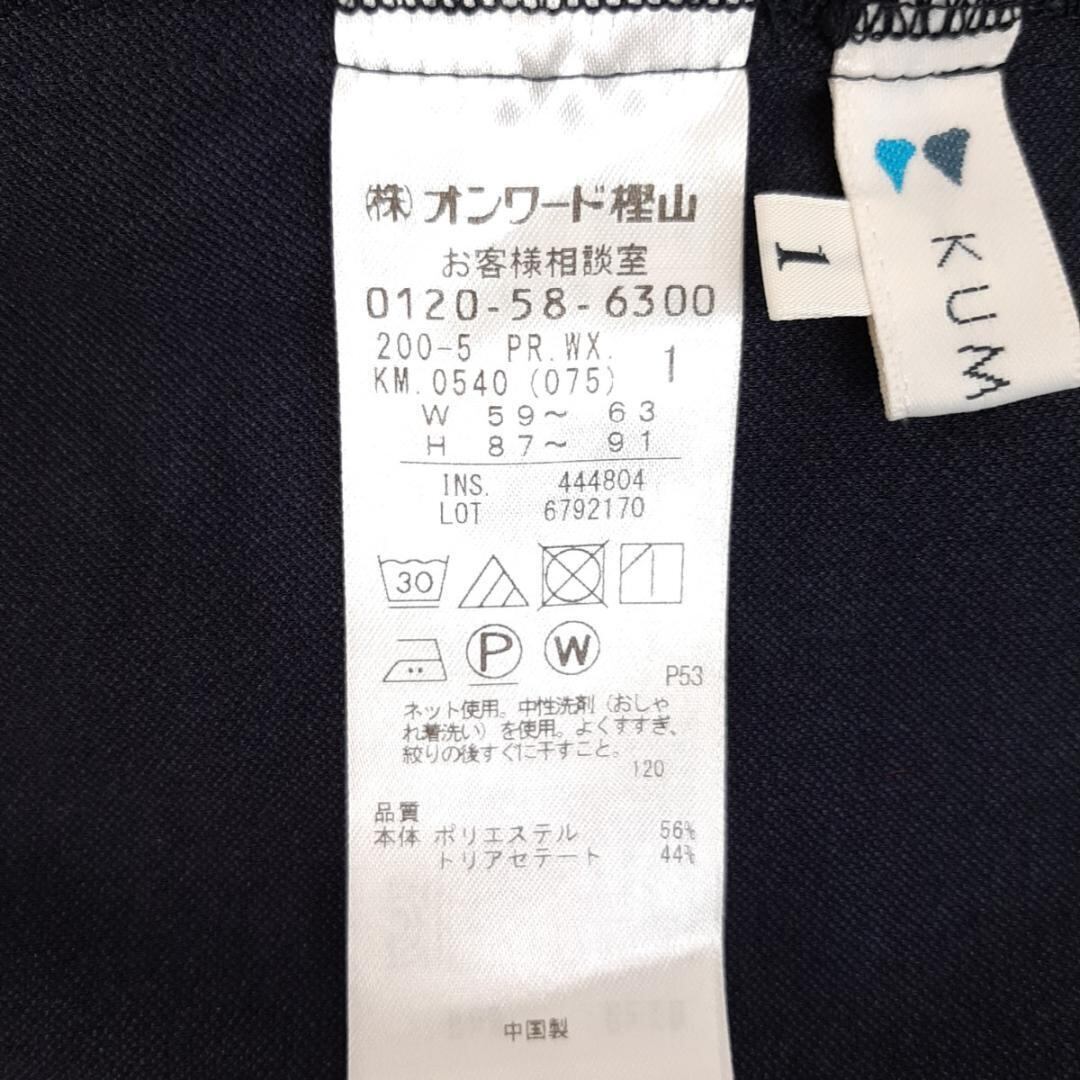 (株)オンワード樫山
お客様相談室
0120-58-6300
200-5 PR.WX. 1
KM.0540 (075)
W 59～ 63
H 87～ 91
INS. 444804
LOT 6792170
30
P W
P53
ネット使用。中性洗剤（おしゃ
れ着洗い）を使用。よくすすぎ、
絞りの後すぐに干すこと。
120
品質
本体 ポリエステル 56%
トリアセテート 44%
中国製
1
KUM